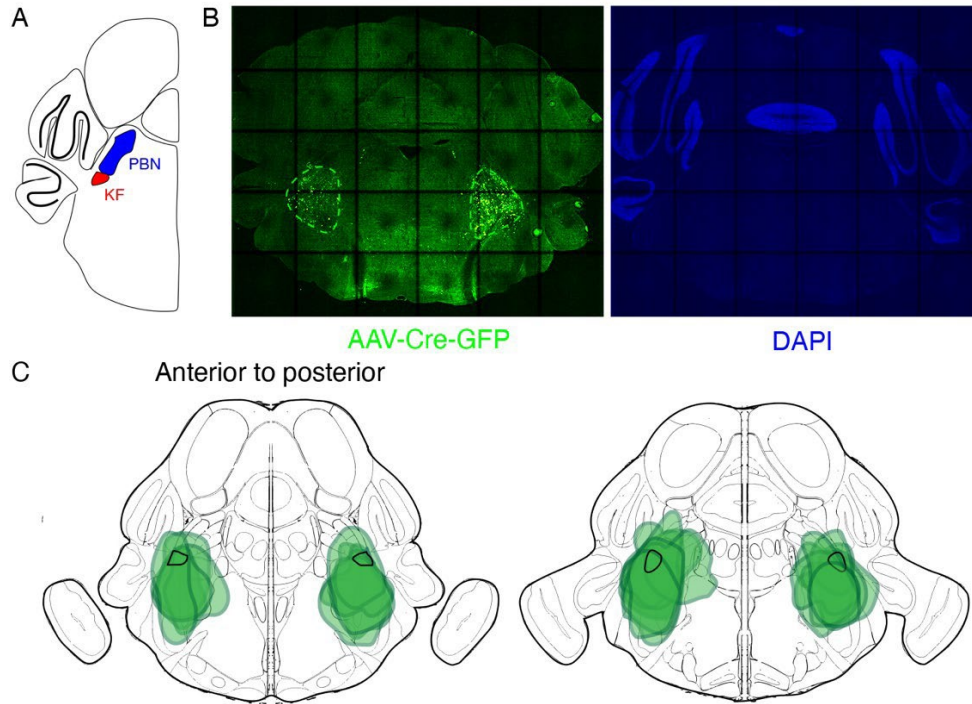 A
B
PBN
KF
AAV-Cre-GFP
DAPI
C
Anterior to posterior